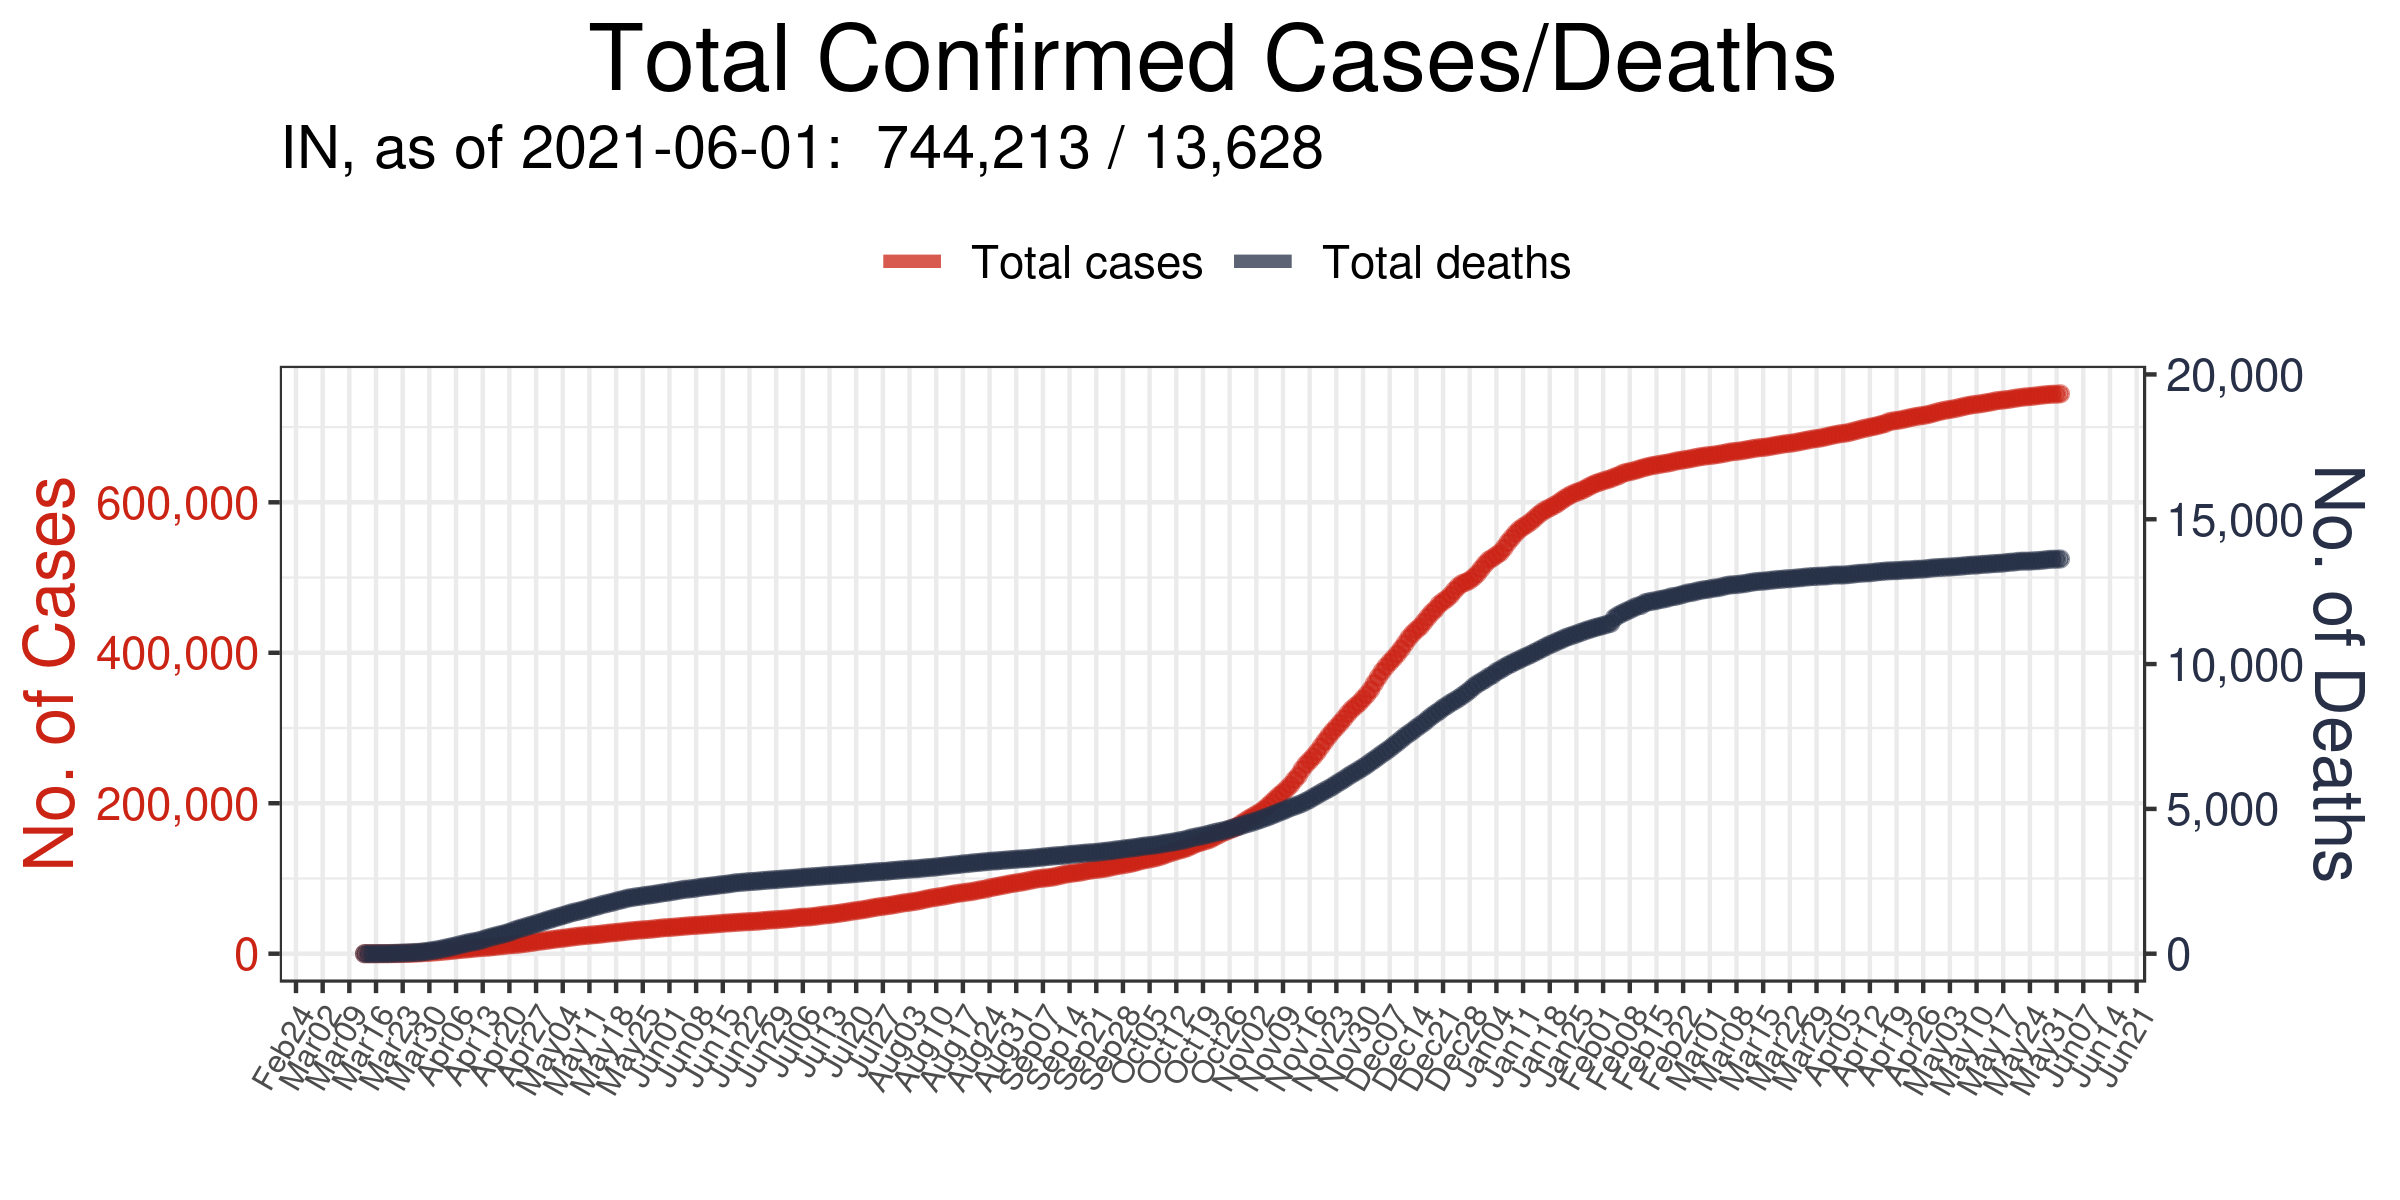 Total Confirmed Cases/Deaths
IN, as of 2021-06-01:  744,213 / 13,628
Total cases
Total deaths
No. of Cases
600,000
400,000
200,000
0
20,000
15,000
10,000
5,000
0
No. of Deaths
Feb24
Mar02
Mar09
Mar16
Mar23
Mar30
Apr06
Apr13
Apr20
Apr27
May04
May11
May18
May25
Jun01
Jun08
Jun15
Jun22
Jun29
Jul06
Jul13
Jul20
Jul27
Aug03
Aug10
Aug17
Aug24
Aug31
Sep07
Sep14
Sep21
Sep28
Oct05
Oct12
Oct19
Oct26
Nov02
Nov09
Nov16
Nov23
Nov30
Dec07
Dec14
Dec21
Dec28
Jan04
Jan11
Jan18
Jan25
Feb01
Feb08
Feb15
Feb22
Mar01
Mar08
Mar15
Mar22
Mar29
Apr05
Apr12
Apr19
Apr26
May03
May10
May17
May24
May31
Jun07
Jun14
Jun21